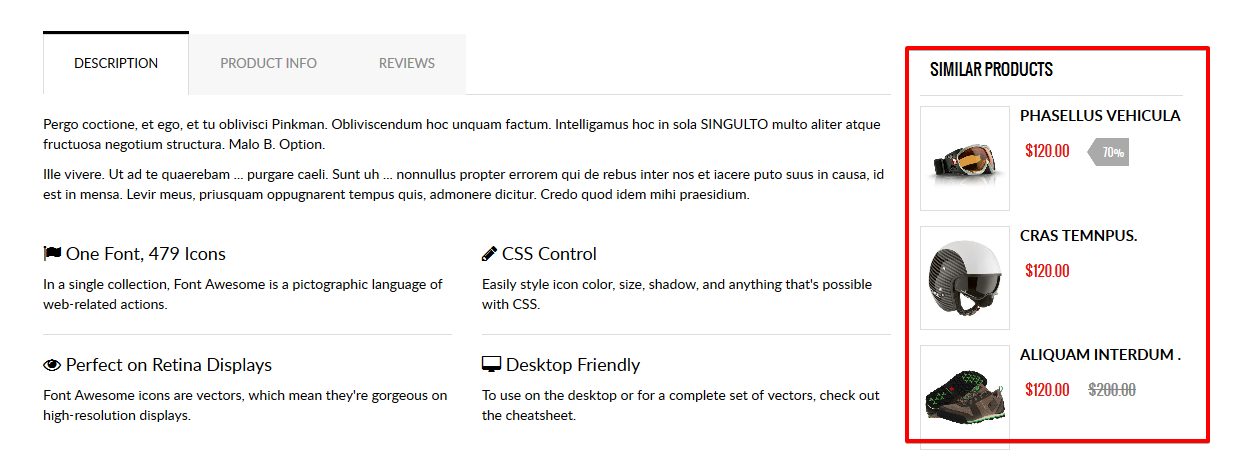 DESCRIPTION
PRODUCT INFO
REVIEWS
Pergo coctione, et ego, et tu oblivisci Pinkman. Obliviscendum hoc unquam factum. Intelligamus hoc in sola SINGULTO multo aliter atque
fructuosa negotium structura. Malo B. Option.
Ille vivere. Ut ad te quaerebam ... purgare caeli. Sunt uh ... nonnullus propter errorem qui de rebus inter nos et iacere puto suus in causa, id
est in mensa. Levir meus, priusquam oppugnarent tempus quis, admonere dicitur. Credo quod idem mihi praesidium.
One Font, 479 Icons
In a single collection, Font Awesome is a pictographic language of
web-related actions.
CSS Control
Easily style icon color, size, shadow, and anything that's possible
with CSS.
Perfect on Retina Displays
Font Awesome icons are vectors, which mean they're gorgeous on
high-resolution displays.
Desktop Friendly
To use on the desktop or for a complete set of vectors, check out
the cheatsheet.
SIMILAR PRODUCTS
PHASELLUS VEHICULA
$120.00 70%
CRAS TEMNPUS.
$120.00
ALIQUAM INTERDUM .
$120.00 $200.00